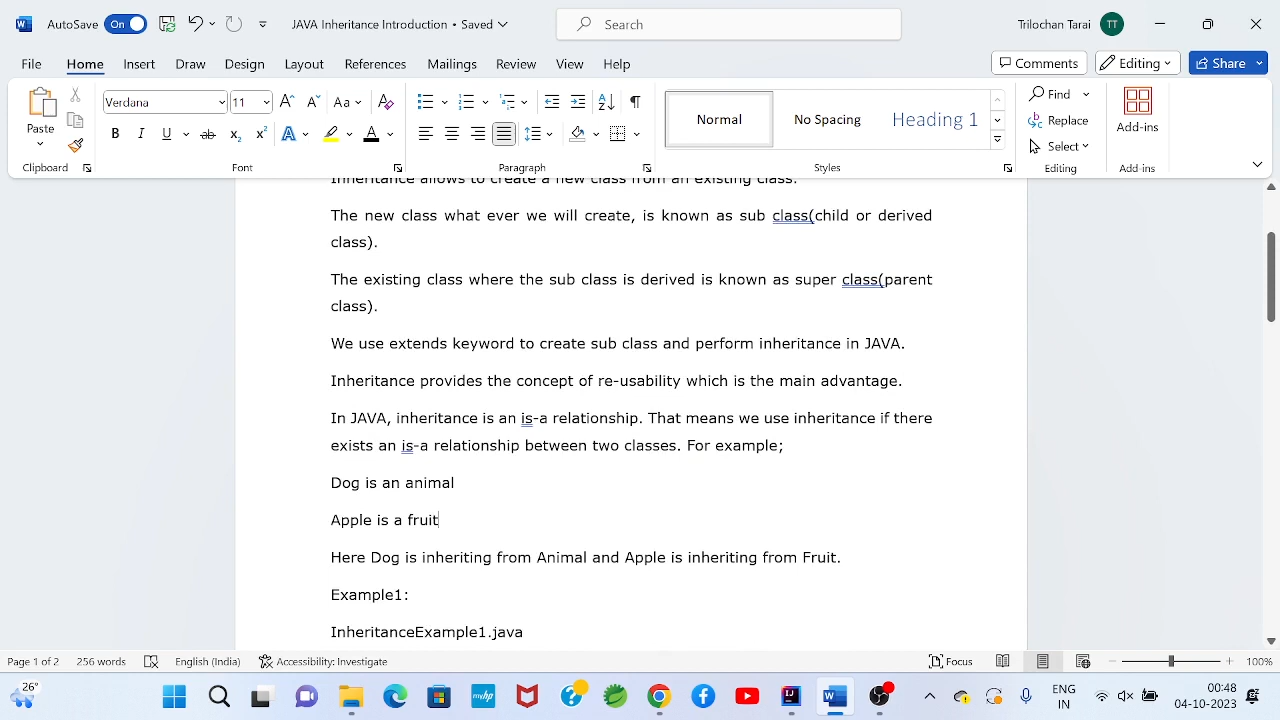 AutoSave On JAVA Inheritance Introduction • Saved Search Trilochan Tarai TT
File Home Insert Draw Design Layout References Mailings Review View Help Comments Editing Share
Paste Verdana 11 Aa Normal No Spacing Heading 1 Find Replace Select Add-ins
Clipboard Font Paragraph Styles Editing Add-ins
Inheritance allows to create a new class from an existing class.
The new class what ever we will create, is known as sub class(child or derived
class).
The existing class where the sub class is derived is known as super class(parent
class).
We use extends keyword to create sub class and perform inheritance in JAVA.
Inheritance provides the concept of re-usability which is the main advantage.
In JAVA, inheritance is an is-a relationship. That means we use inheritance if there
exists an is-a relationship between two classes. For example;
Dog is an animal
Apple is a fruit
Here Dog is inheriting from Animal and Apple is inheriting from Fruit.
Example1:
InheritanceExample1.java
Page 1 of 2 256 words English (India) Accessibility: Investigate Focus 100%
26° ENG IN 00:48 04-10-2023